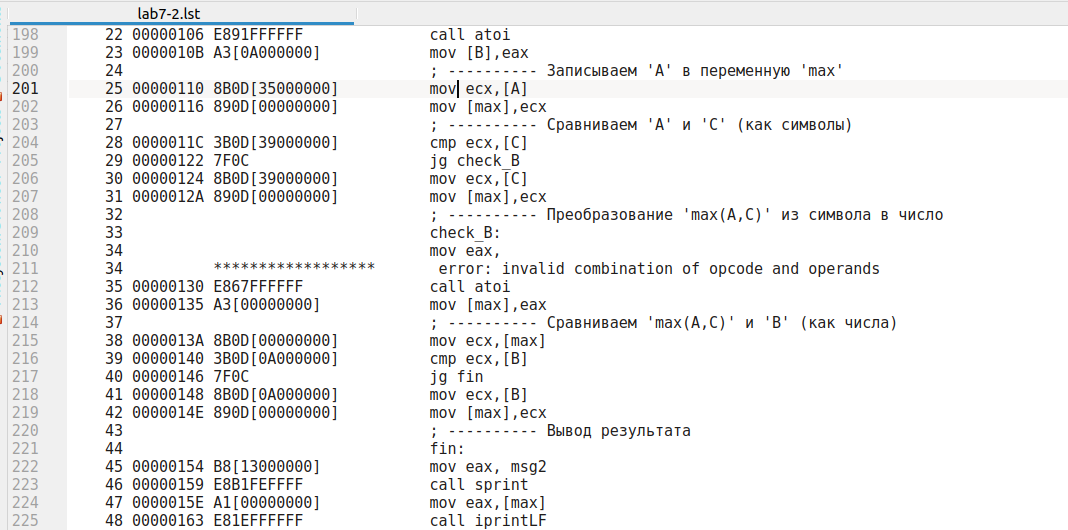 lab7-2.lst
198 22 00000106 E891FFFFFF call atoi
199 23 0000010B A3[0A000000] mov [B],eax
200 24 ; ---------- Записываем 'A' в переменную 'max'
201 25 00000110 8B0D[35000000] mov ecx,[A]
202 26 00000116 890D[00000000] mov [max],ecx
203 27 ; ---------- Сравниваем 'A' и 'С' (как символы)
204 28 0000011C 3B0D[39000000] cmp ecx,[C]
205 29 00000122 7F0C jg check_B
206 30 00000124 8B0D[39000000] mov ecx,[C]
207 31 0000012A 890D[00000000] mov [max],ecx
208 32 ; ---------- Преобразование 'max(A,C)' из символа в число
209 33 check_B:
210 34 mov eax,
211 34 ****************** error: invalid combination of opcode and operands
212 35 00000130 E867FFFFFF call atoi
213 36 00000135 A3[00000000] mov [max],eax
214 37 ; ---------- Сравниваем 'max(A,C)' и 'B' (как числа)
215 38 0000013A 8B0D[00000000] mov ecx,[max]
216 39 00000140 3B0D[0A000000] cmp ecx,[B]
217 40 00000146 7F0C jg fin
218 41 00000148 8B0D[0A000000] mov ecx,[B]
219 42 0000014E 890D[00000000] mov [max],ecx
220 43 ; ---------- Вывод результата
221 44 fin:
222 45 00000154 B8[13000000] mov eax, msg2
223 46 00000159 E8B1FEFFFF call sprint
224 47 0000015E A1[00000000] mov eax,[max]
225 48 00000163 E81EFFFFFF call iprintLF